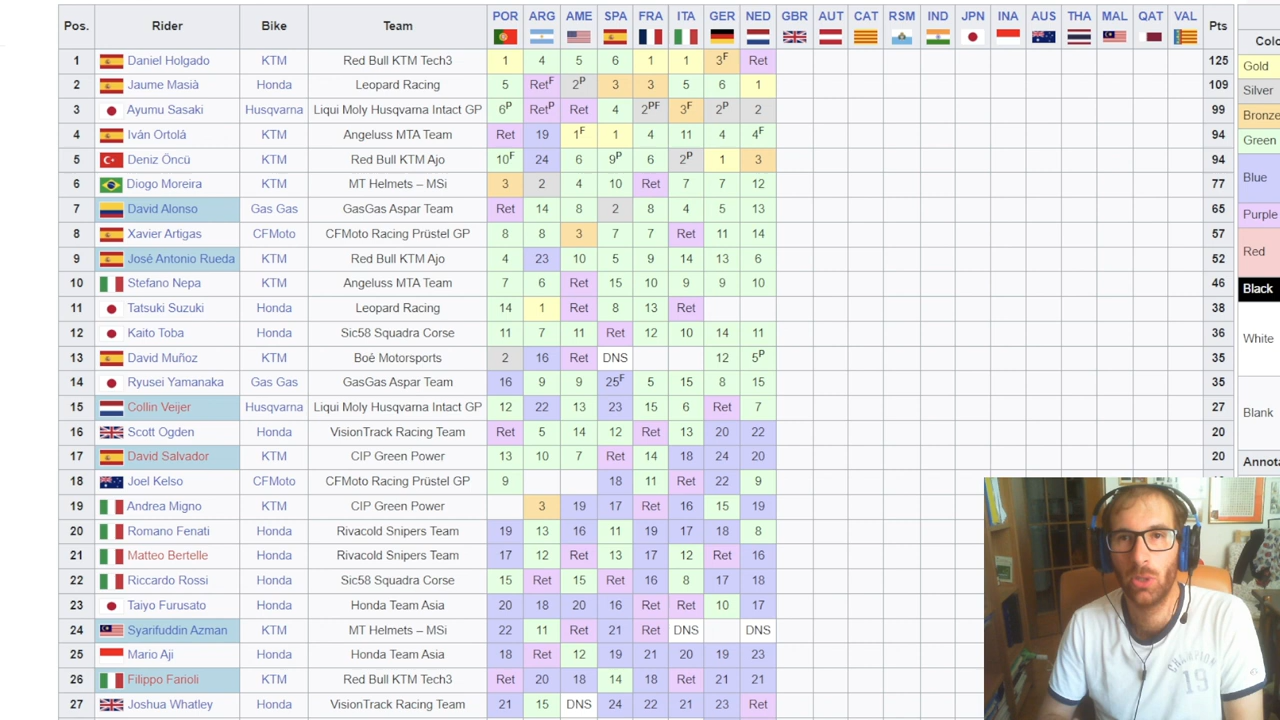 Pos. Rider Bike Team POR ARG AME SPA FRA ITA GER NED GBR AUT CAT RSM IND JPN INA AUS THA MAL QAT VAL Pts
1 Daniel Holgado KTM Red Bull KTM Tech3 1 4 5 6 1 1 3F Ret 125
2 Jaume Masià Honda Leopard Racing 5 RetF 2P 3 3 5 6 1 109
3 Ayumu Sasaki Husqvarna Liqui Moly Husqvarna Intact GP 6P RetP Ret 4 2PF 3F 2P 2 99
4 Iván Ortolá KTM Angeluss MTA Team Ret 19 1F 1 4 11 4 4F 94
5 Deniz Öncü KTM Red Bull KTM Ajo 10F 24 6 9P 6 2P 1 3 94
6 Diogo Moreira KTM MT Helmets – MSi 3 2 4 10 Ret 7 7 12 77
7 David Alonso Gas Gas GasGas Aspar Team Ret 14 8 2 8 4 5 13 65
8 Xavier Artigas CFMoto CFMoto Racing Prüstel GP 8 8 3 7 7 Ret 11 14 57
9 José Antonio Rueda KTM Red Bull KTM Ajo 4 23 10 5 9 14 13 6 52
10 Stefano Nepa KTM Angeluss MTA Team 7 6 Ret 15 10 9 9 10 46
11 Tatsuki Suzuki Honda Leopard Racing 14 1 Ret 8 13 Ret 38
12 Kaito Toba Honda Sic58 Squadra Corse 11 7 11 Ret 12 10 14 11 36
13 David Muñoz KTM Boé Motorsports 2 16 Ret DNS 12 5P 35
14 Ryusei Yamanaka Gas Gas GasGas Aspar Team 16 9 9 25F 5 15 8 15 35
15 Collin Veijer Husqvarna Liqui Moly Husqvarna Intact GP 12 22 13 23 15 6 Ret 7 27
16 Scott Ogden Honda VisionTrack Racing Team Ret 5 14 12 Ret 13 20 22 20
17 David Salvador KTM CIP Green Power 13 10 7 Ret 14 18 24 20 20
18 Joel Kelso CFMoto CFMoto Racing Prüstel GP 9 18 11 Ret 22 9
19 Andrea Migno KTM CIP Green Power 3 19 17 Ret 16 15 19
20 Romano Fenati Honda Rivacold Snipers Team 19 13 16 11 19 17 18 8
21 Matteo Bertelle Honda Rivacold Snipers Team 17 12 Ret 13 17 12 Ret 16
22 Riccardo Rossi Honda Sic58 Squadra Corse 15 Ret 15 Ret 16 8 17 18
23 Taiyo Furusato Honda Honda Team Asia 20 18 20 16 Ret Ret 10 17
24 Syarifuddin Azman KTM MT Helmets – MSi 22 11 Ret 21 Ret DNS DNS
25 Mario Aji Honda Honda Team Asia 18 Ret 12 19 21 20 19 23
26 Filippo Farioli KTM Red Bull KTM Tech3 Ret 20 18 14 18 Ret 21 21
27 Joshua Whatley Honda VisionTrack Racing Team 21 15 DNS 24 22 21 23 Ret
Colo
Gold
Silver
Bronze
Green
Blue
Purple
Red
Black
White
Blank
Annota
CHAMPION
19